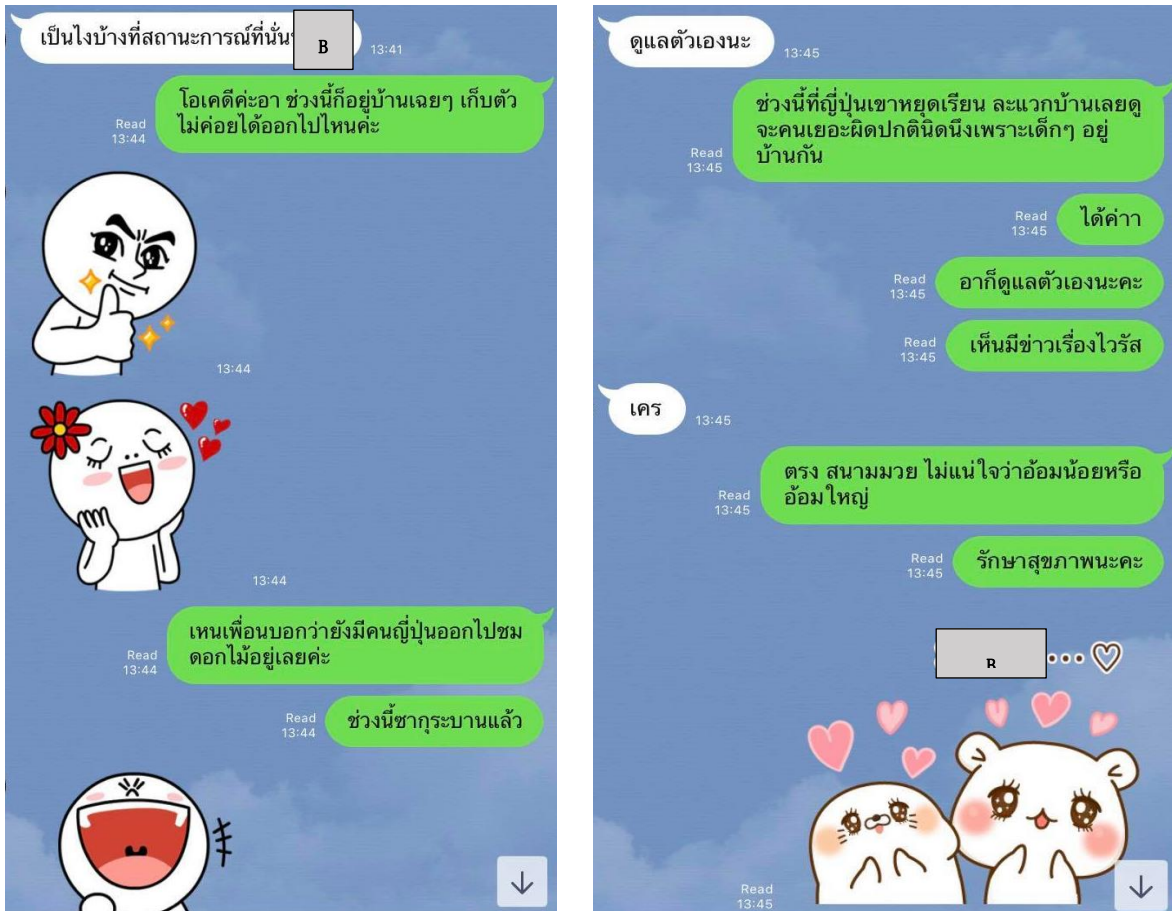 เป็นไงบ้างที่สถานะการณ์ที่นั่น
B
13:41
โอเคดีค่ะอา ช่วงนี้ก็อยู่บ้านเฉยๆ เก็บตัว
ไม่ค่อยได้ออกไปไหนค่ะ
Read
13:44
13:44
13:44
เหนเพื่อนบอกว่ายังมีคนญี่ปุ่นออกไปชม
ดอกไม้อยู่เลยค่ะ
Read
13:44
ช่วงนี้ซากุระบานแล้ว
Read
13:44
ดูแลตัวเองนะ
13:45
ช่วงนี้ที่ญี่ปุ่นเขาหยุดเรียน ละแวกบ้านเลยดู
จะคนเยอะผิดปกตินิดนึงเพราะเด็กๆ อยู่
บ้านกัน
Read
13:45
ได้ค่าา
Read
13:45
อาก็ดูแลตัวเองนะคะ
Read
13:45
เห็นมีข่าวเรื่องไวรัส
Read
13:45
เคร
13:45
ตรง สนามมวย ไม่แน่ใจว่าอ้อมน้อยหรือ
อ้อมใหญ่
Read
13:45
รักษาสุขภาพนะคะ
Read
13:45
B
Read
13:45